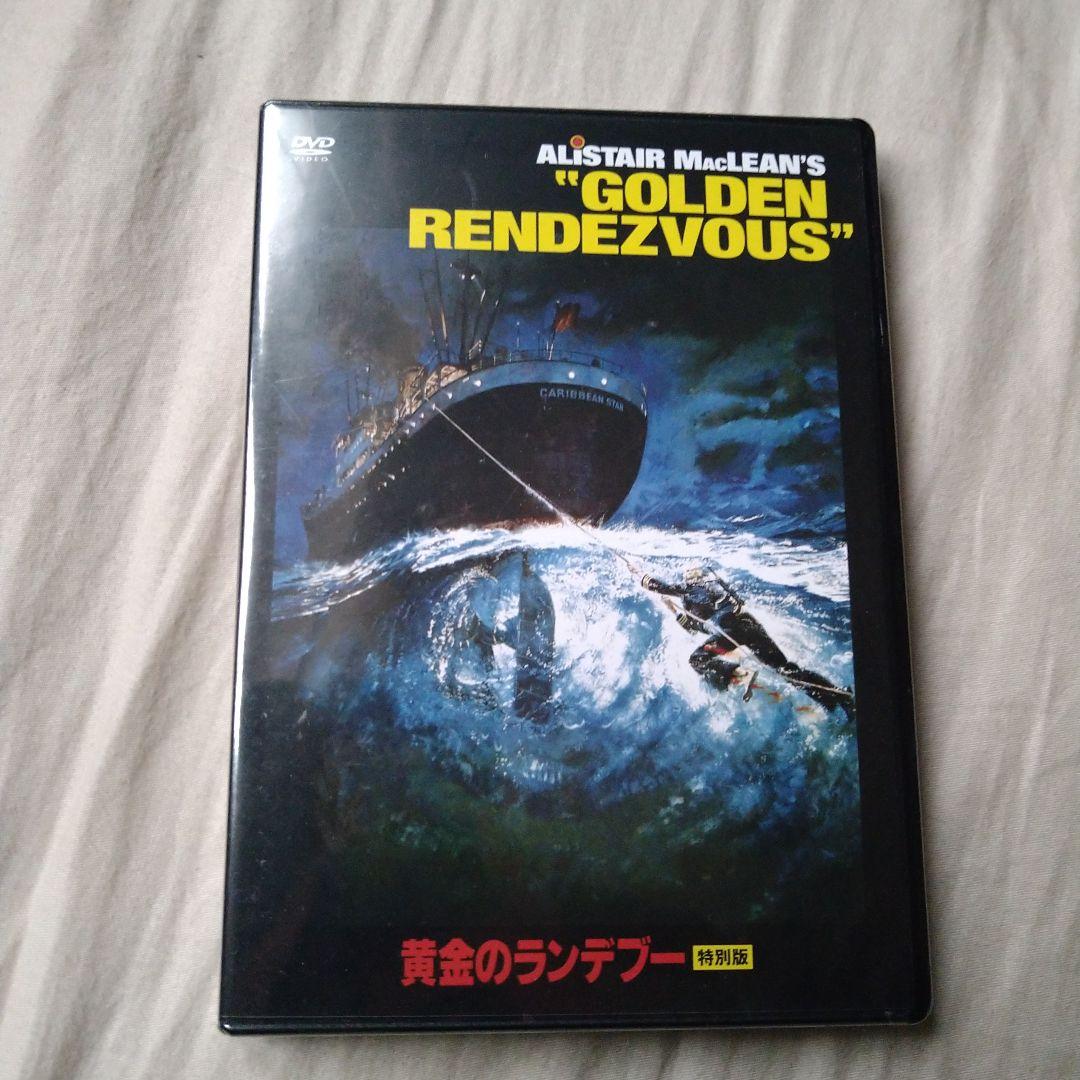 DVD
VIDEO
ALiSTAIR MACLEAN'S
"GOLDEN
RENDEZVOUS"
CARIBBEAN STAR
黄金のランデブー 特別版